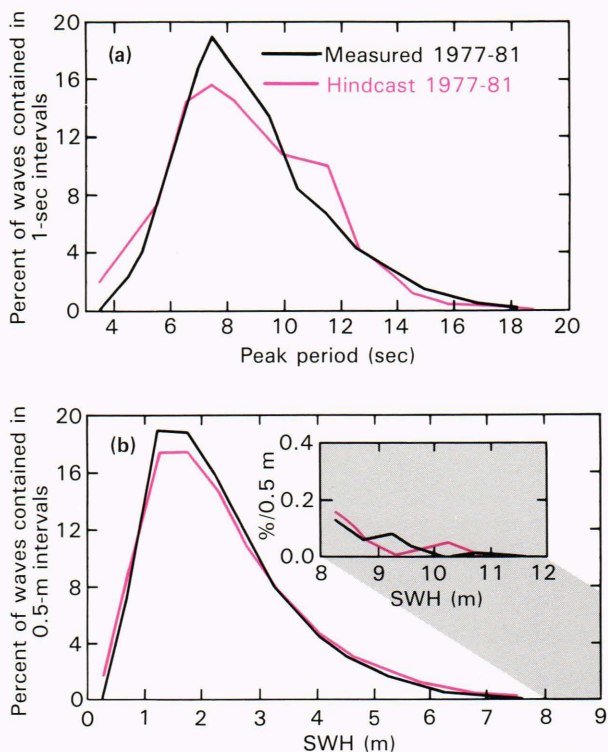 Percent of waves contained in
1-sec intervals
20
16
12
8
4
0
(a)
Measured 1977-81
Hindcast 1977-81
4 6 8 10 12 14 16 18 20
Peak period (sec)
Percent of waves contained in
0.5-m intervals
20
16
12
8
4
0
(b)
%/0.5 m
0.4
0.2
0.0
8 9 10 11 12
SWH (m)
0 1 2 3 4 5 6 7 8 9
SWH (m)